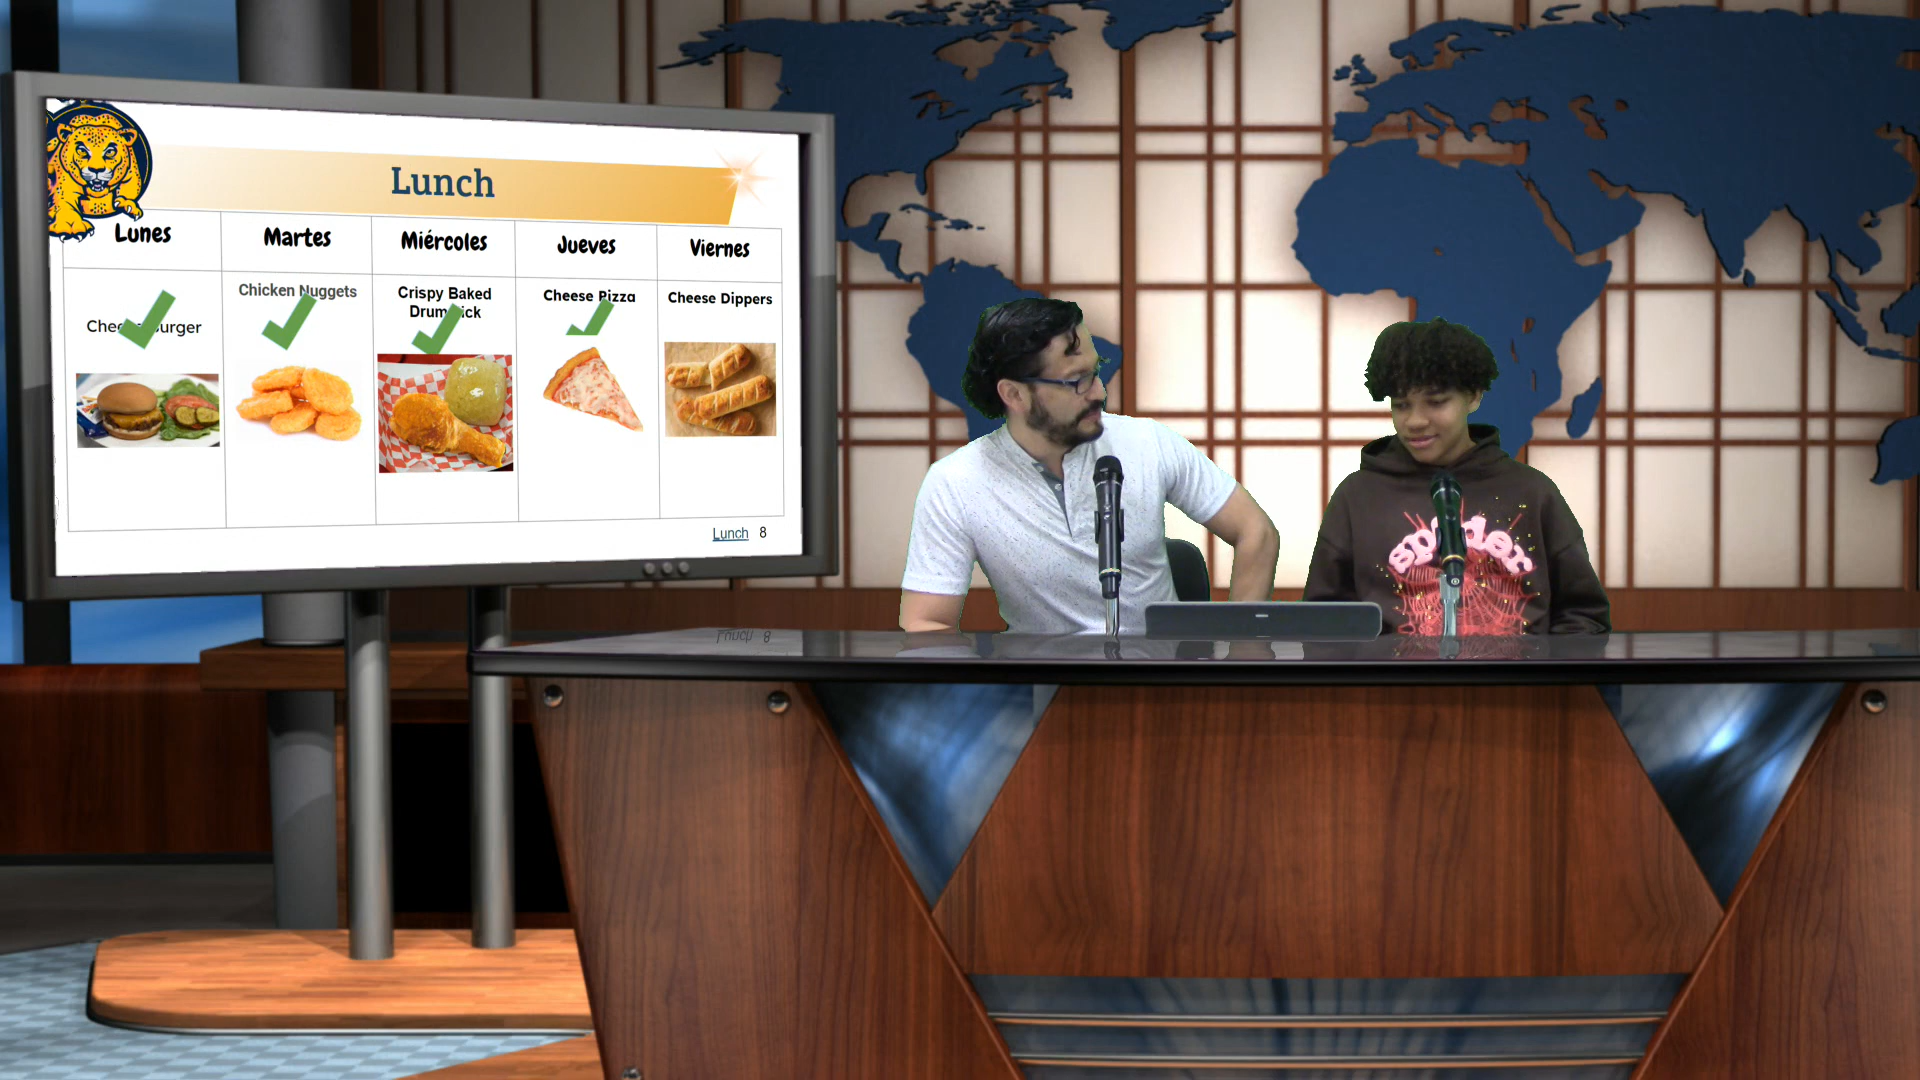 Lunch
Lunes
Martes
Miércoles
Jueves
Viernes
Chicken Nuggets
Crispy Baked
Cheese Pizza
Cheese Dippers
Lunch 8